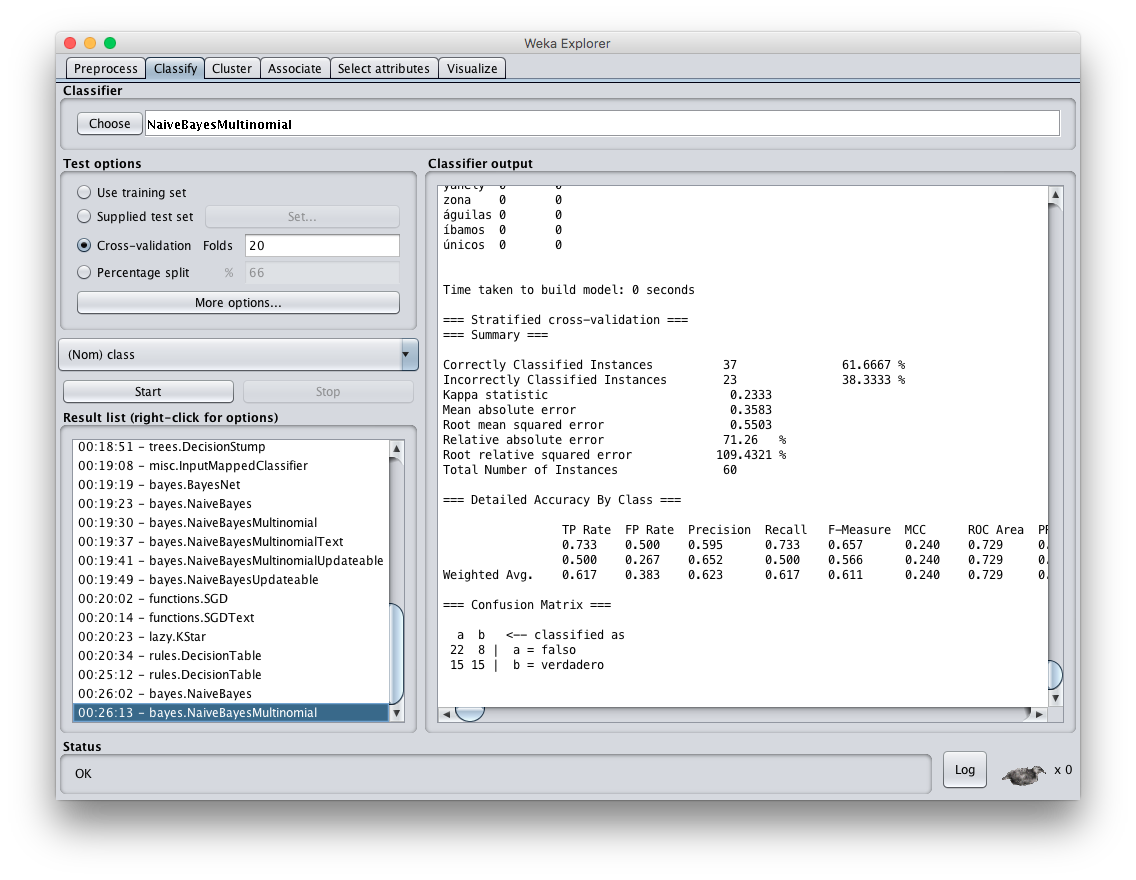 Weka Explorer
Preprocess Classify Cluster Associate Select attributes Visualize
Classifier
Choose NaiveBayesMultinomial
Test options
Use training set
Supplied test set Set...
Cross-validation Folds 20
Percentage split % 66
More options...
(Nom) class
Start Stop
Result list (right-click for options)
00:18:51 - trees.DecisionStump
00:19:08 - misc.InputMappedClassifier
00:19:19 - bayes.BayesNet
00:19:23 - bayes.NaiveBayes
00:19:30 - bayes.NaiveBayesMultinomial
00:19:37 - bayes.NaiveBayesMultinomialText
00:19:41 - bayes.NaiveBayesMultinomialUpdateable
00:19:49 - bayes.NaiveBayesUpdateable
00:20:02 - functions.SGD
00:20:14 - functions.SGDText
00:20:23 - lazy.KStar
00:20:34 - rules.DecisionTable
00:25:12 - rules.DecisionTable
00:26:02 - bayes.NaiveBayes
00:26:13 - bayes.NaiveBayesMultinomial
Classifier output
0 0
zona 0 0
águilas 0 0
íbamos 0 0
únicos 0 0
Time taken to build model: 0 seconds
=== Stratified cross-validation ===
=== Summary ===
Correctly Classified Instances 37 61.6667 %
Incorrectly Classified Instances 23 38.3333 %
Kappa statistic 0.2333
Mean absolute error 0.3583
Root mean squared error 0.5503
Relative absolute error 71.26 %
Root relative squared error 109.4321 %
Total Number of Instances 60
=== Detailed Accuracy By Class ===
TP Rate FP Rate Precision Recall F-Measure MCC ROC Area
0.733 0.500 0.595 0.733 0.657 0.240 0.729 0.
0.500 0.267 0.652 0.500 0.566 0.240 0.729 0.
Weighted Avg. 0.617 0.383 0.623 0.617 0.611 0.240 0.729 0.
=== Confusion Matrix ===
a b <-- classified as
22 8 | a = falso
15 15 | b = verdadero
Status
OK
Log
x 0